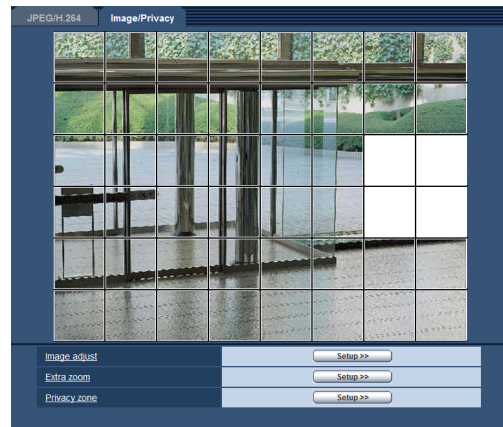 JPEG/H.264 Image/Privacy
Image adjust Setup >>
Extra zoom Setup >>
Privacy zone Setup >>